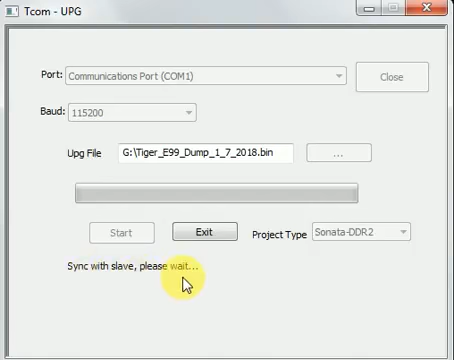 Tcom - UPG
Port: Communications Port (COM1) Close
Baud: 115200
Upg File G:\Tiger_E99_Dump_1_7_2018.bin ...
Start Exit Project Type Sonata-DDR2
Sync with slave, please wait...